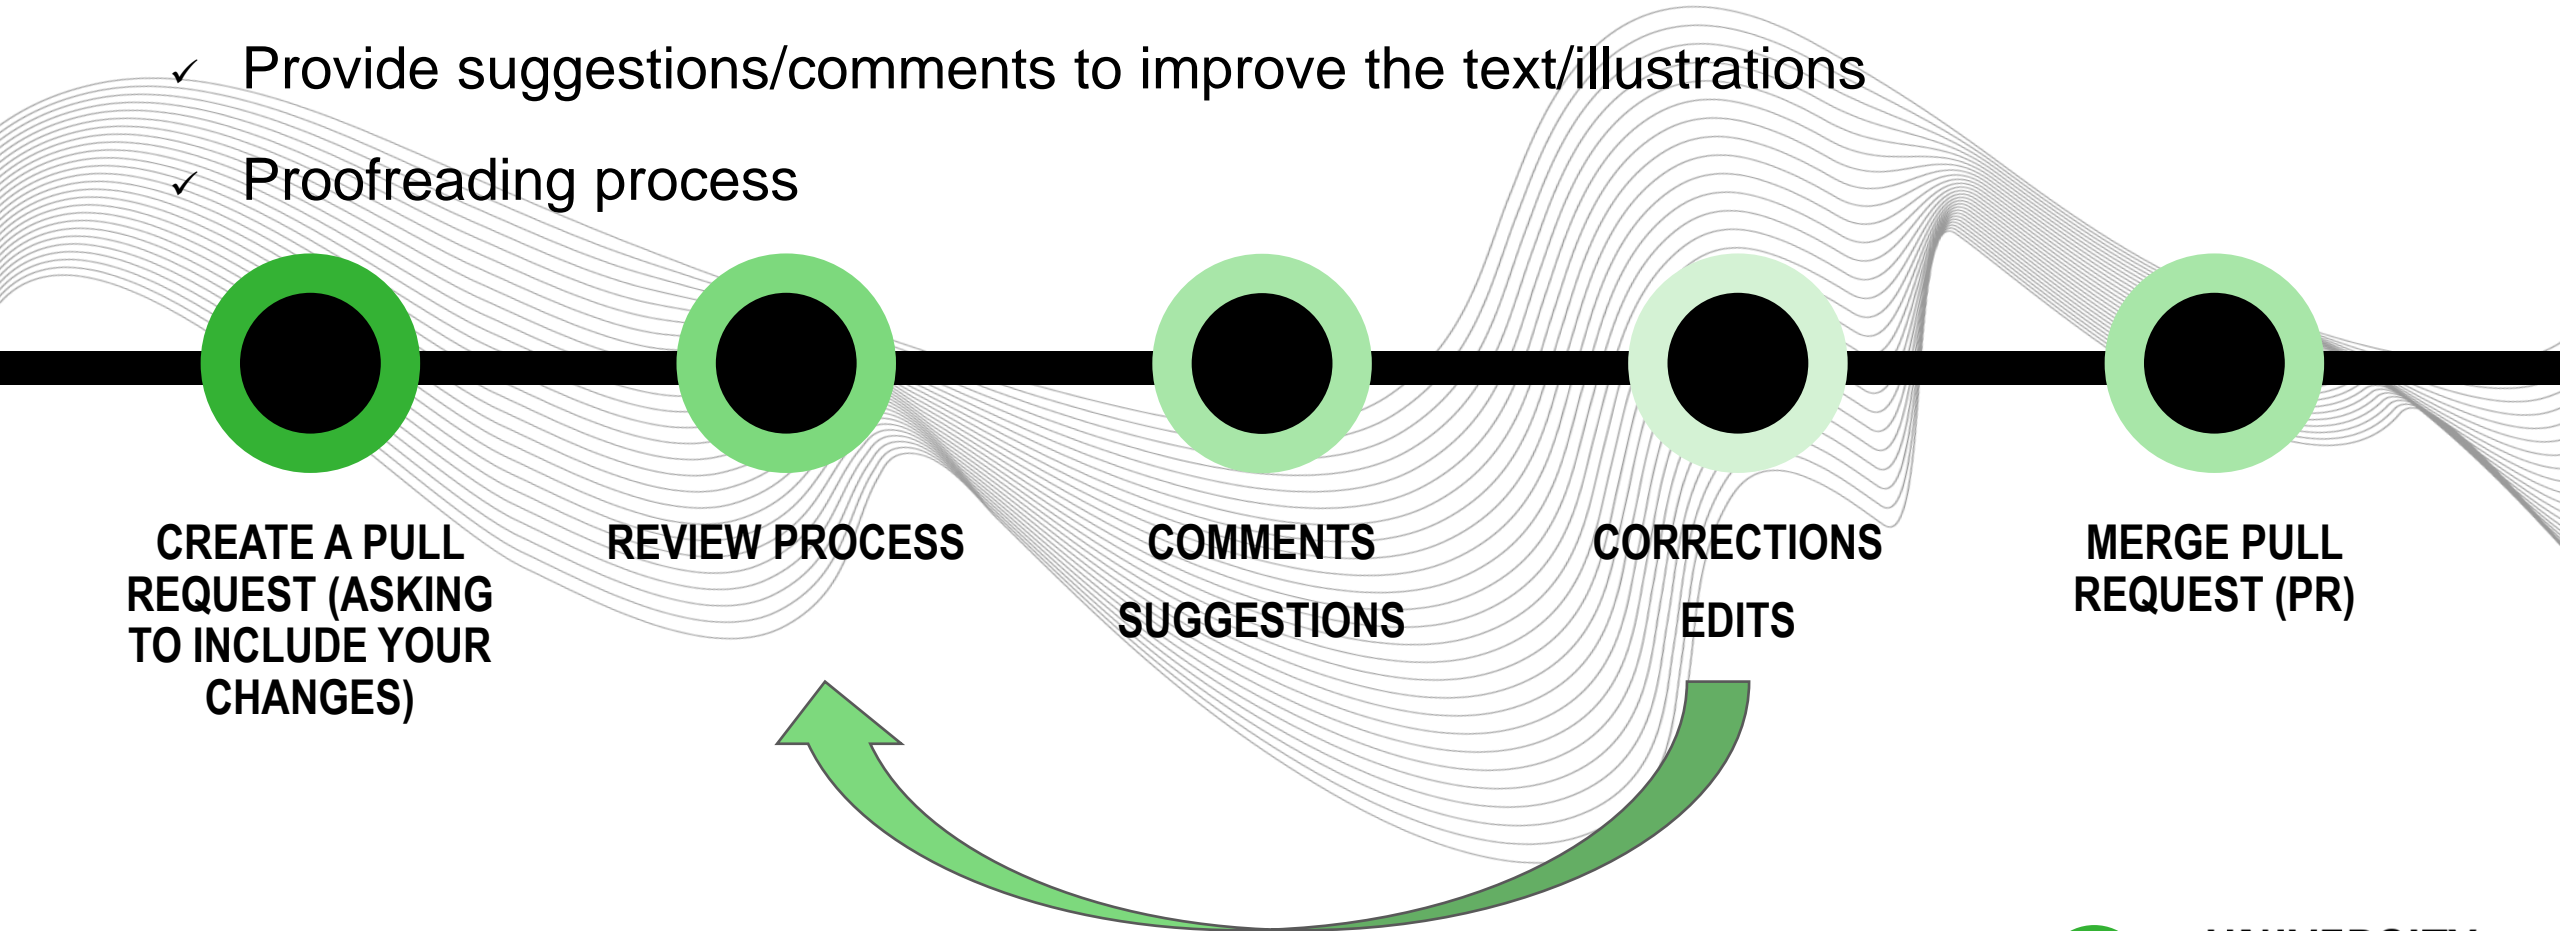 ✓ Provide suggestions/comments to improve the text/illustrations
✓ Proofreading process
CREATE A PULL
REQUEST (ASKING
TO INCLUDE YOUR
CHANGES)
REVIEW PROCESS
COMMENTS
SUGGESTIONS
CORRECTIONS
EDITS
MERGE PULL
REQUEST (PR)